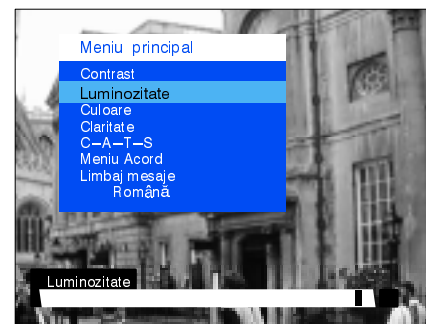 Meniu principal
Contrast
Luminozitate
Culoare
Claritate
C–A–T–S
Meniu Acord
Limbaj mesaje
Română
Luminozitate